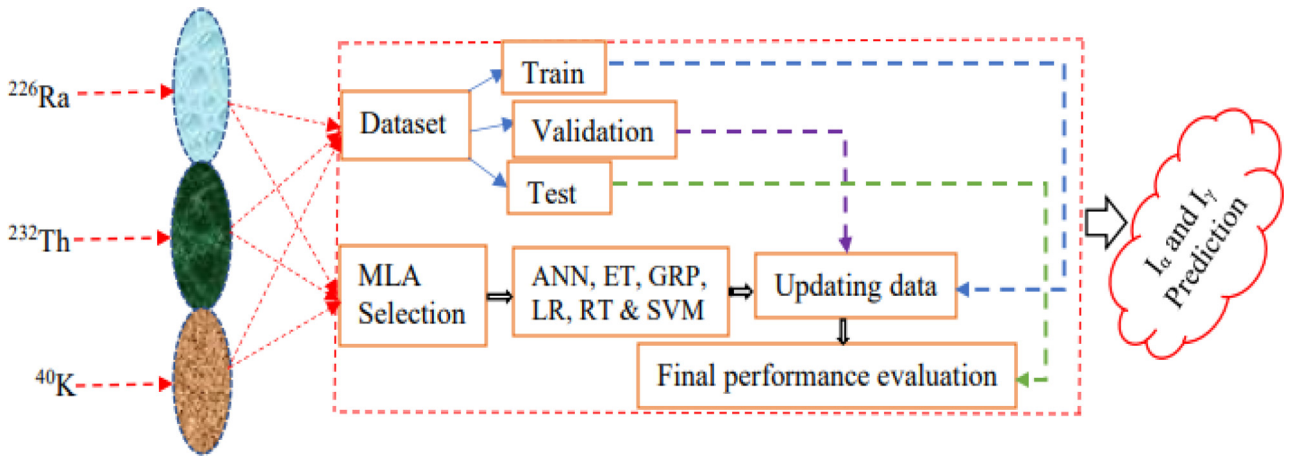 ²²⁶Ra
²³²Th
⁴⁰K
Dataset
Train
Validation
Test
MLA
Selection
ANN, ET, GRP,
LR, RT & SVM
Updating data
Final performance evaluation
Iα and Iγ
Prediction